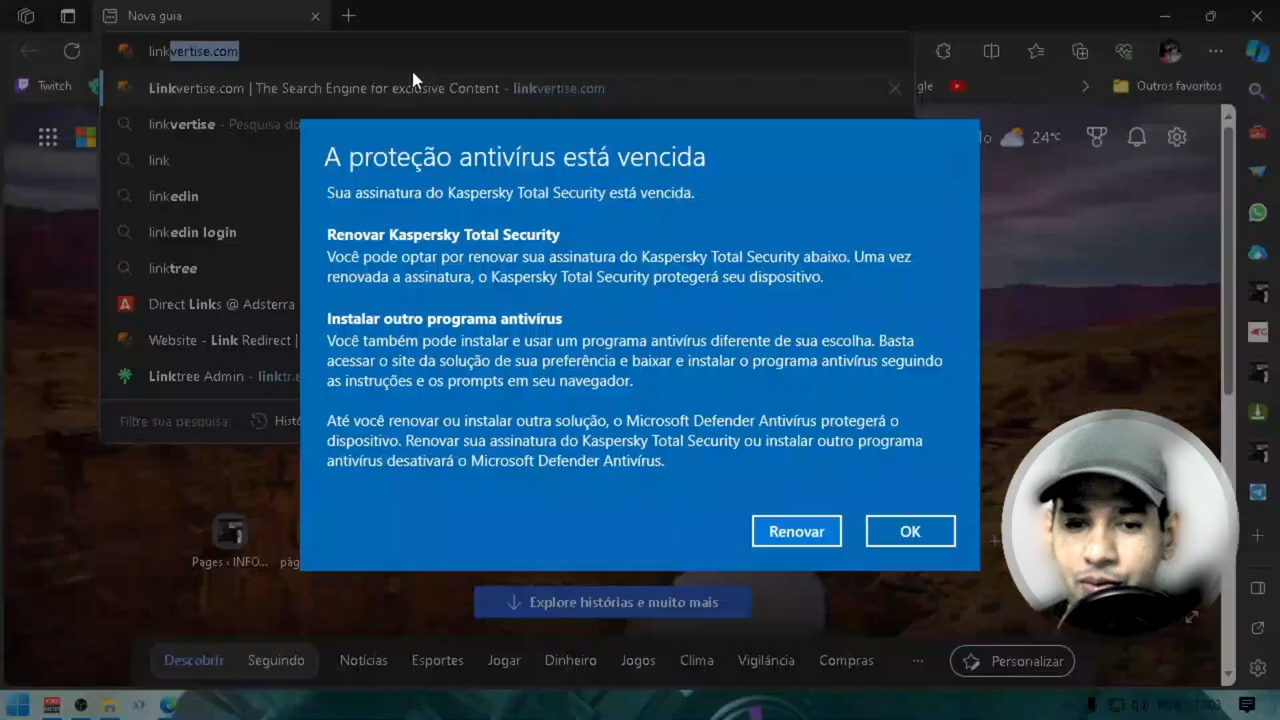 Nova guia
linkvertise.com
Linkvertise.com | The Search Engine for exclusive Content - linkvertise.com
Twitch
Outros favoritos
linkvertise - Pesquisa do
link
24°C
linkedin
linkedin login
linktree
Direct Links @ Adsterra
Website - Link Redirect |
Linktree Admin - linktr.e
Filtre sua pesquisa:
Histó
A proteção antivírus está vencida
Sua assinatura do Kaspersky Total Security está vencida.
Renovar Kaspersky Total Security
Você pode optar por renovar sua assinatura do Kaspersky Total Security abaixo. Uma vez
renovada a assinatura, o Kaspersky Total Security protegerá seu dispositivo.
Instalar outro programa antivírus
Você também pode instalar e usar um programa antivírus diferente de sua escolha. Basta
acessar o site da solução de sua preferência e baixar e instalar o programa antivírus seguindo
as instruções e os prompts em seu navegador.
Até você renovar ou instalar outra solução, o Microsoft Defender Antivírus protegerá o
dispositivo. Renovar sua assinatura do Kaspersky Total Security ou instalar outro programa
antivírus desativará o Microsoft Defender Antivírus.
Renovar
OK
Pages ‹ INFO...
pág
Explore histórias e muito mais
Descobrir Seguindo Notícias Esportes Jogar Dinheiro Jogos Clima Vigilância Compras ... Personalizar